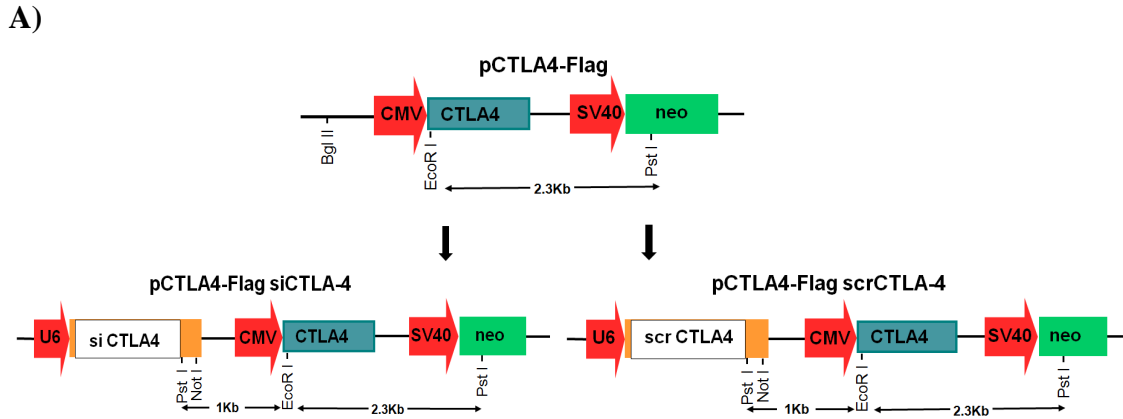 A)
pCTLA4-Flag
CMV CTLA4 SV40 neo
Bgl II EcoR I Pst I
2.3Kb
pCTLA4-Flag siCTLA-4
U6 si CTLA4 CMV CTLA4 SV40 neo
Pst I Not I EcoR I Pst I
1Kb 2.3Kb
pCTLA4-Flag scrCTLA-4
U6 scr CTLA4 CMV CTLA4 SV40 neo
Pst I Not I EcoR I Pst I
1Kb 2.3Kb